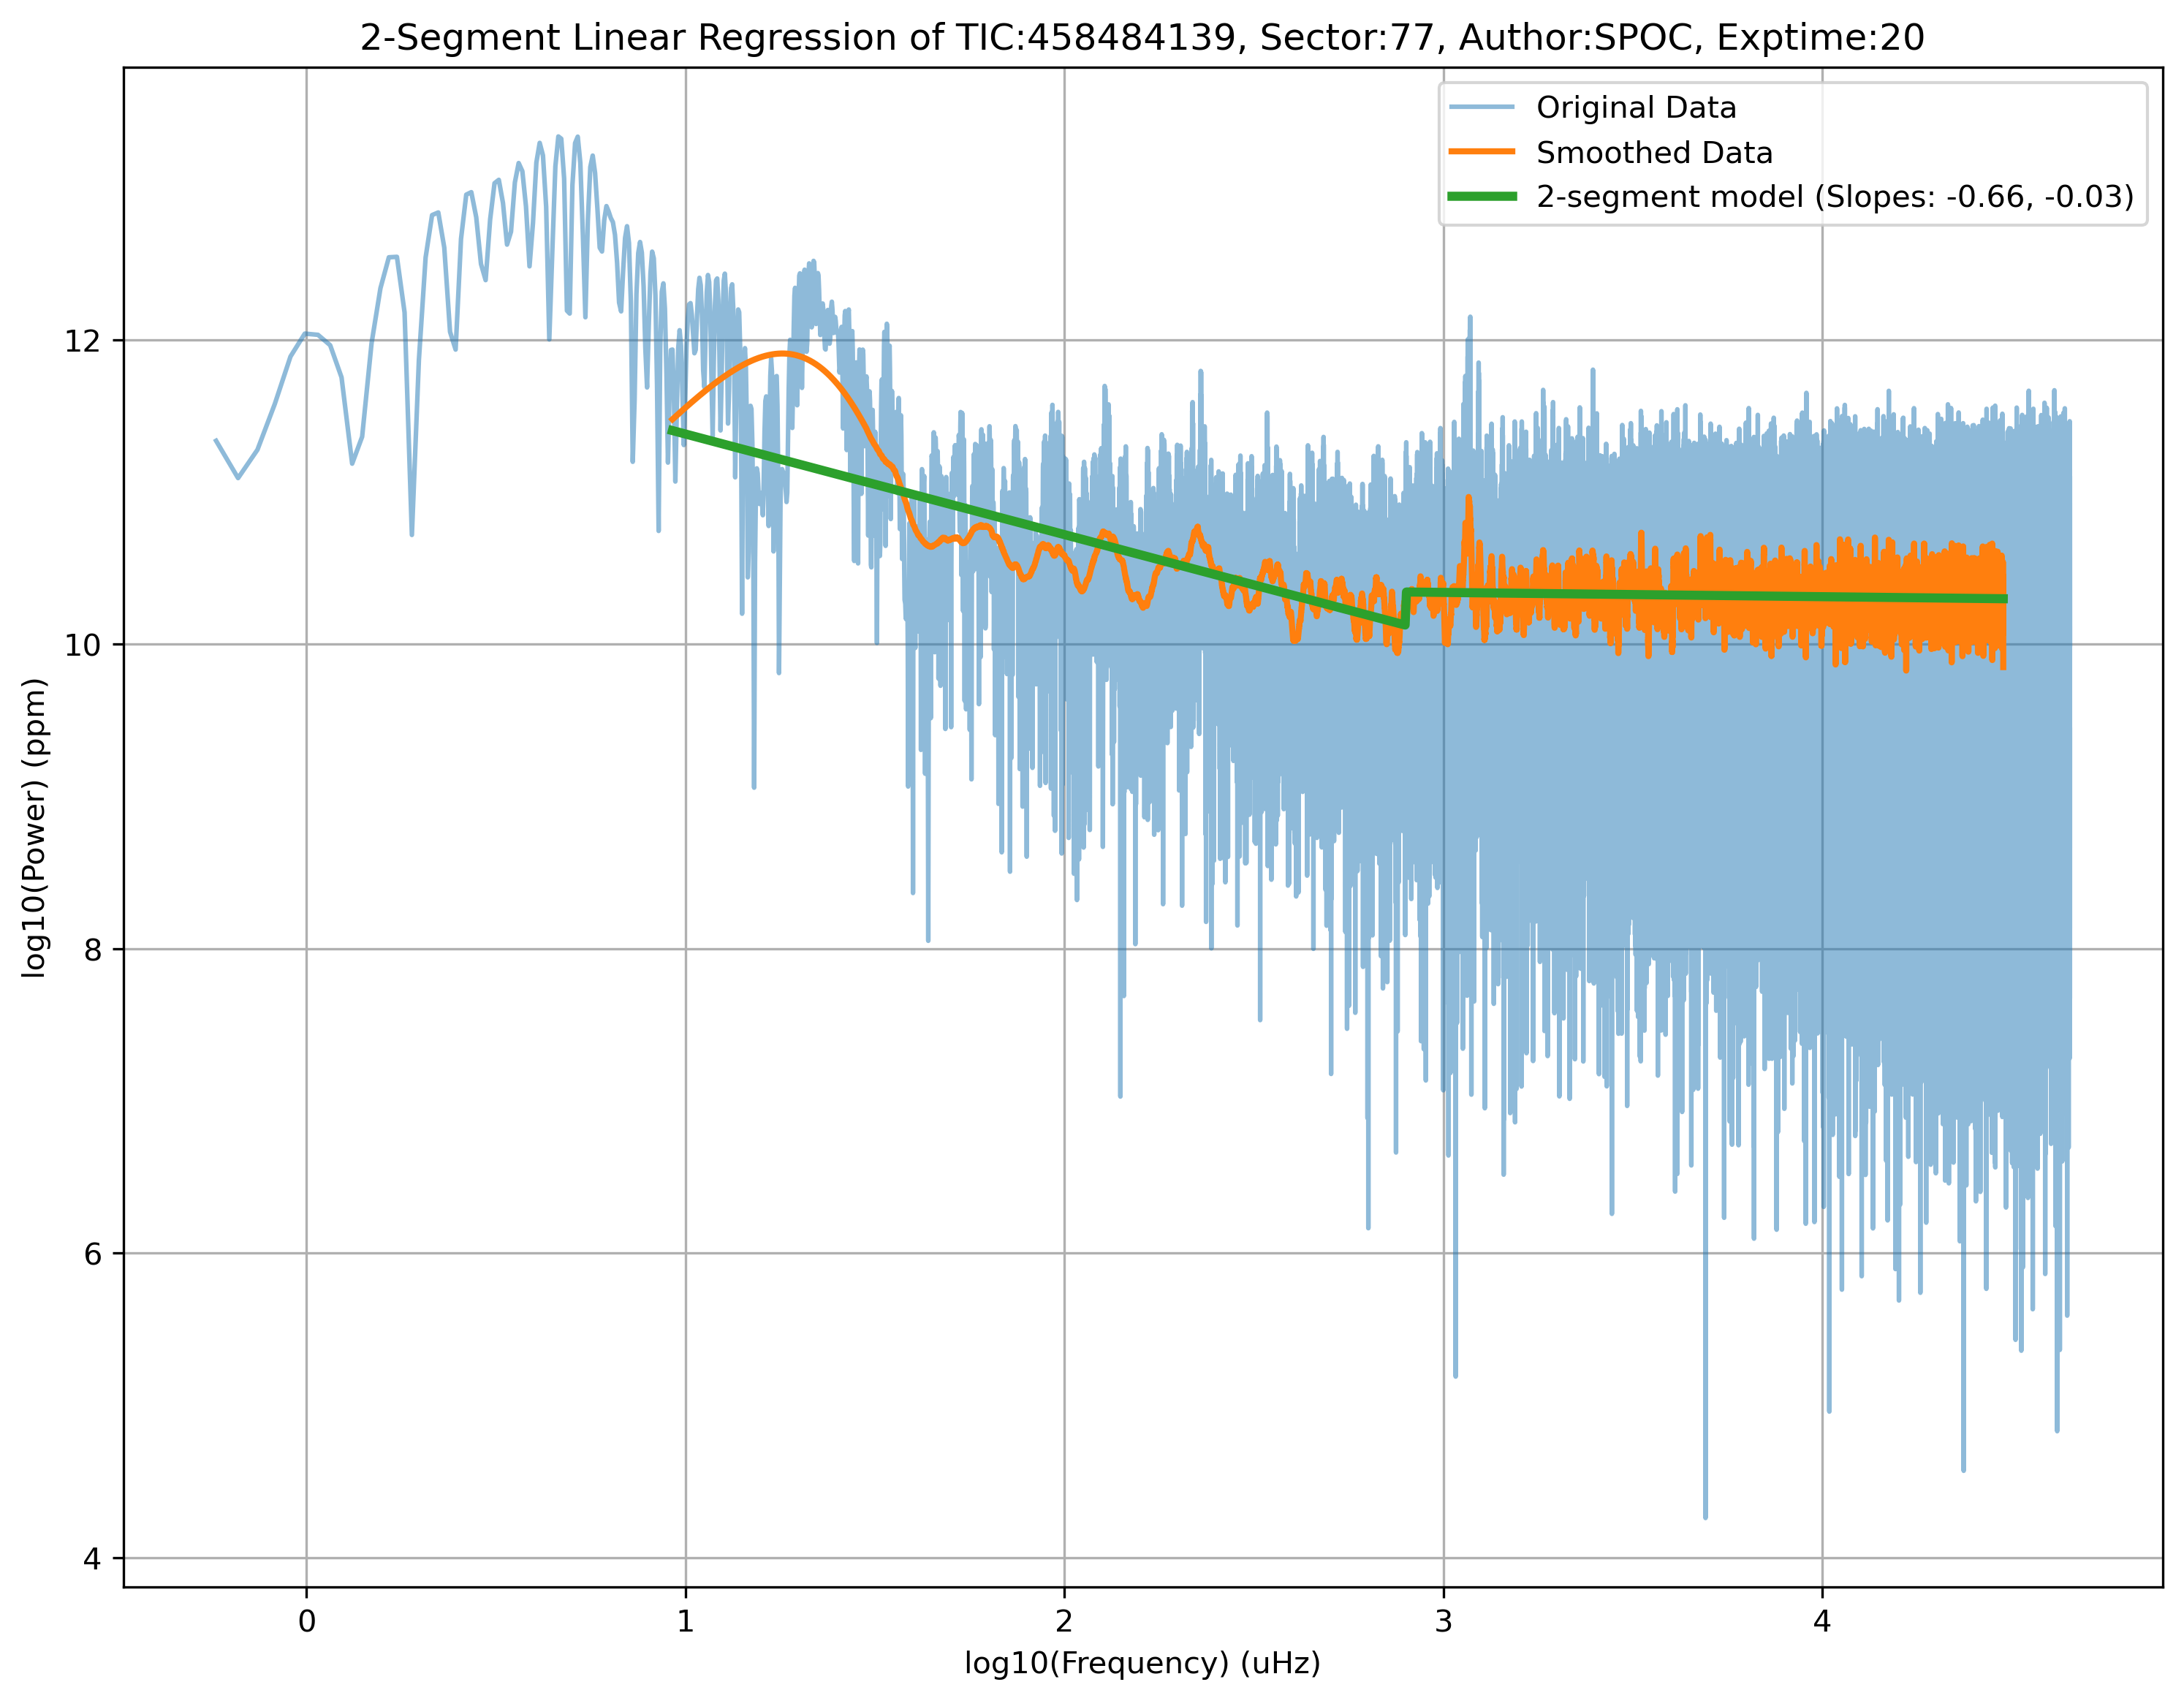 2-Segment Linear Regression of TIC:458484139, Sector:77, Author:SPOC, Exptime:20
Original Data
Smoothed Data
2-segment model (Slopes: -0.66, -0.03)
log10(Power) (ppm)
12
10
8
6
4
0 1 2 3 4
log10(Frequency) (uHz)